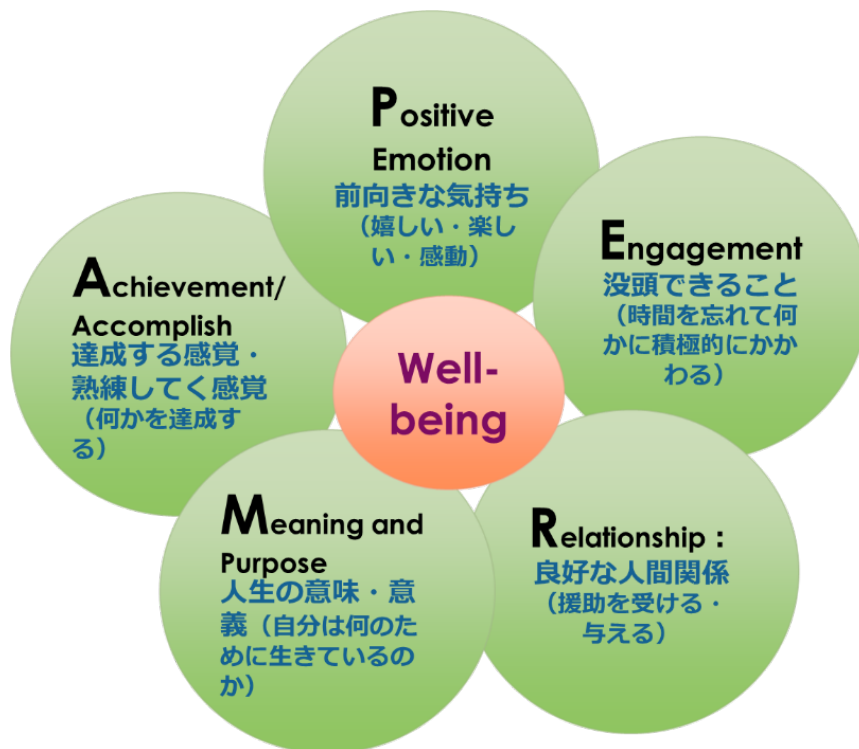 Positive
Emotion
前向きな気持ち
（嬉しい・楽し
い・感動）
Engagement
没頭できること
（時間を忘れて何
かに積極的にかか
わる）
Relationship：
良好な人間関係
（援助を受ける・
与える）
Meaning and
Purpose
人生の意味・意
義（自分は何のた
めに生きているの
か）
Achievement/
Accomplish
達成する感覚・
熟練してく感覚
（何かを達成す
る）
Well-
being